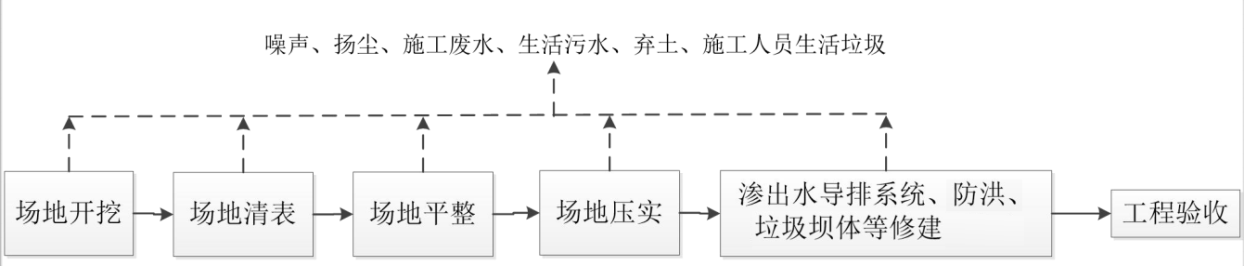 噪声、扬尘、施工废水、生活污水、弃土、施工人员生活垃圾
场地开挖
场地清表
场地平整
场地压实
渗出水导排系统、防洪、
垃圾坝体等修建
工程验收